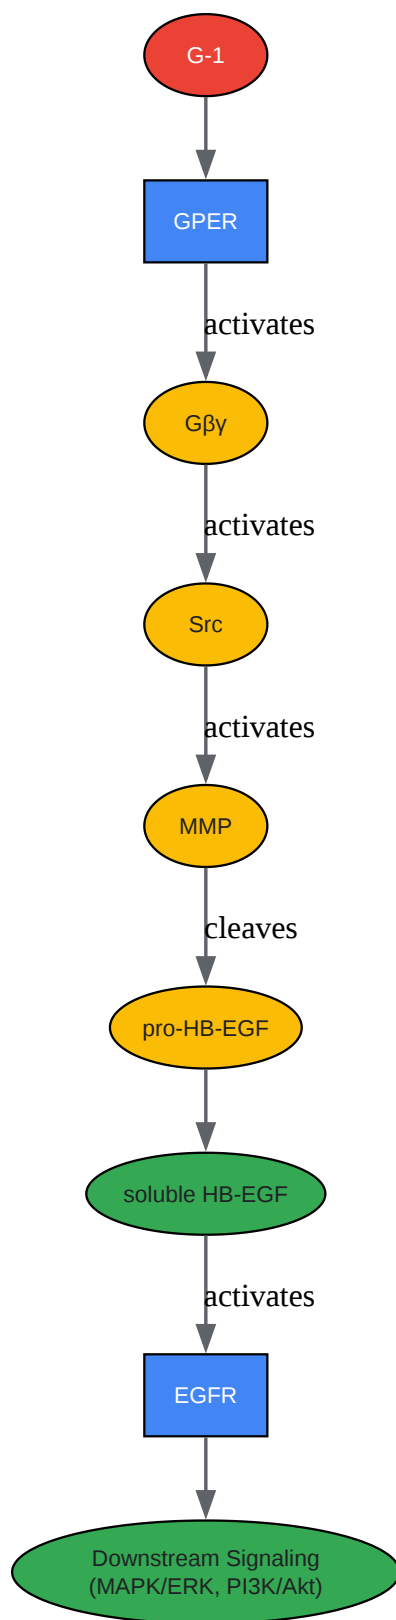 G-1
GPER
activates
Gβγ
activates
Src
activates
MMP
cleaves
pro-HB-EGF
soluble HB-EGF
activates
EGFR
Downstream Signaling
(MAPK/ERK, PI3K/Akt)